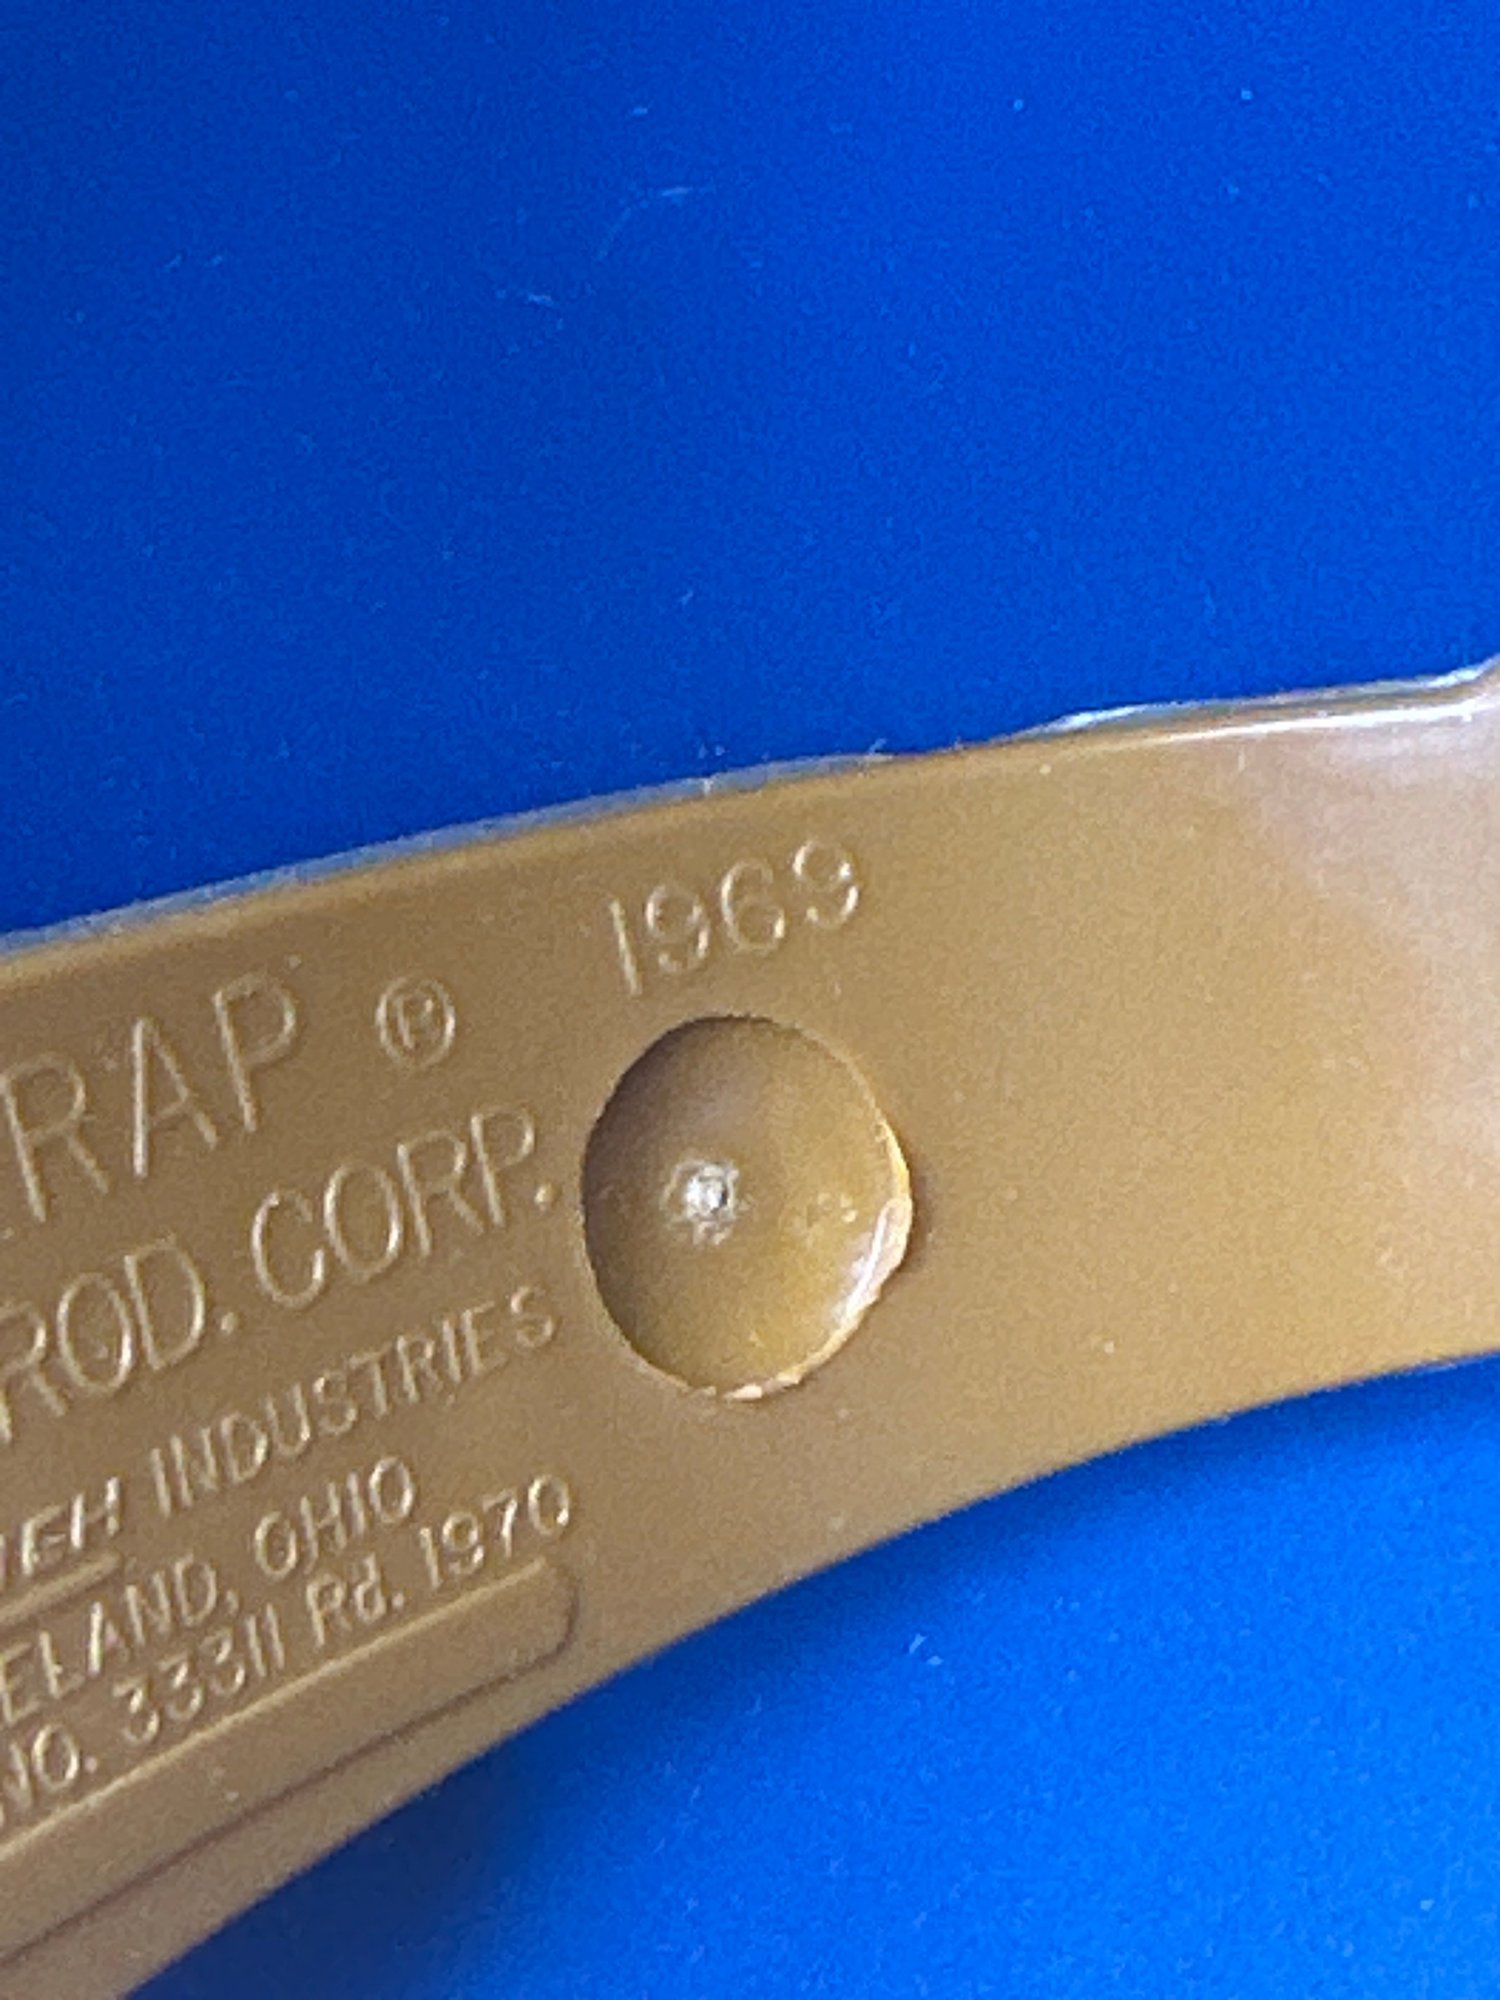 1969
RAP ®
ROD. CORP.
INDUSTRIES
ELAND, OHIO
NO. 33311 Rd. 1970